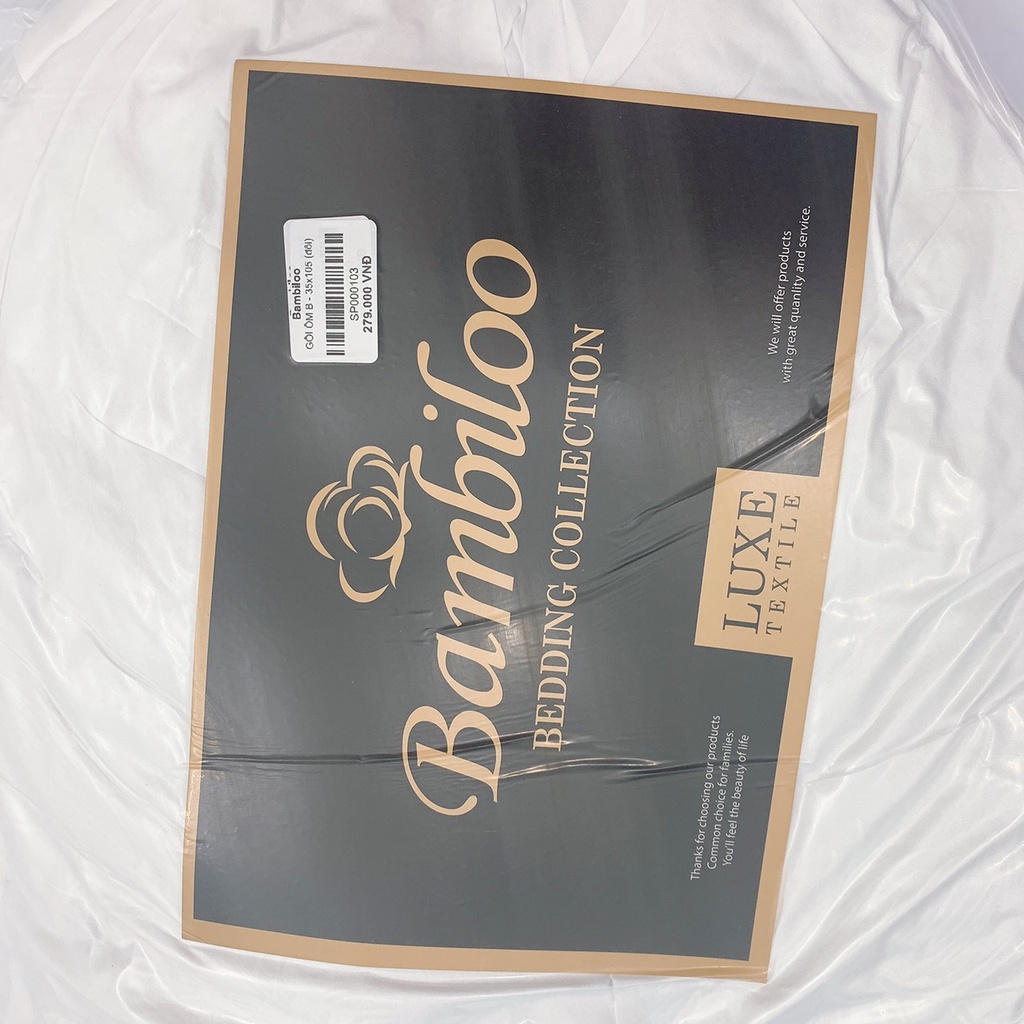 Bambiloo
GỐI ÔM B - 35x105 (đôi)
SP000103
279.000 VNĐ
Bambiloo
BEDDING COLLECTION
Thanks for choosing our products
Common choice for families.
You'll feel the beauty of life
LUXE
TEXTILE
We will offer products
with great quanlity and service.